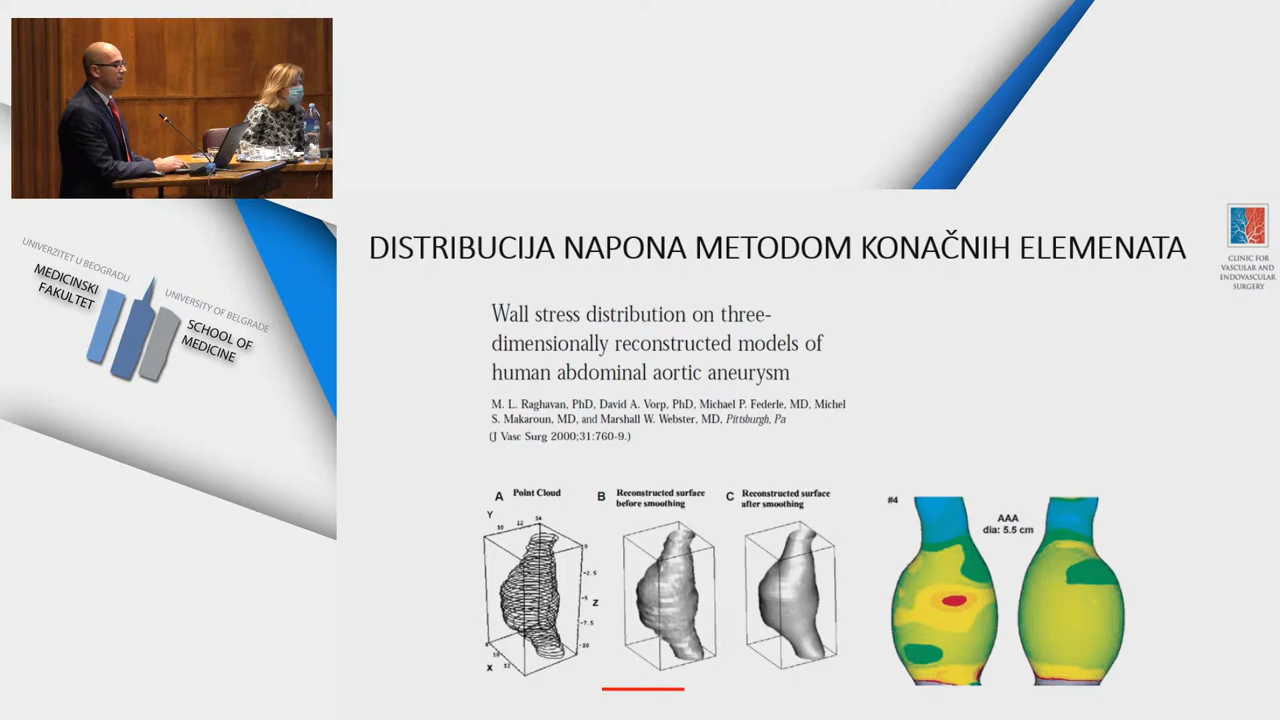 UNIVERZITET U BEOGRADU
MEDICINSKI
FAKULTET
UNIVERSITY OF BELGRADE
SCHOOL OF
MEDICINE
CLINIC FOR
VASCULAR AND
ENDOVASCULAR
SURGERY
DISTRIBUCIJA NAPONA METODOM KONAČNIH ELEMENATA
Wall stress distribution on three-
dimensionally reconstructed models of
human abdominal aortic aneurysm
M. L. Raghavan, PhD, David A. Vorp, PhD, Michael P. Federle, MD, Michel
S. Makaroun, MD, and Marshall W. Webster, MD, Pittsburgh, Pa
(J Vasc Surg 2000;31:760-9.)
A Point Cloud
Y
X
Z
B Reconstructed surface
before smoothing
C Reconstructed surface
after smoothing
#4
AAA
dia: 5.5 cm